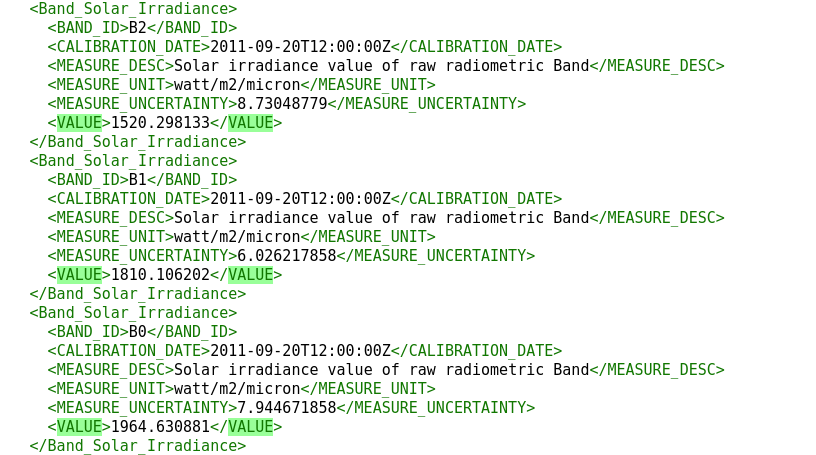 <Band_Solar_Irradiance>
<BAND_ID>B2</BAND_ID>
<CALIBRATION_DATE>2011-09-20T12:00:00Z</CALIBRATION_DATE>
<MEASURE_DESC>Solar irradiance value of raw radiometric Band</MEASURE_DESC>
<MEASURE_UNIT>watt/m2/micron</MEASURE_UNIT>
<MEASURE_UNCERTAINTY>8.73048779</MEASURE_UNCERTAINTY>
<VALUE>1520.298133</VALUE>
</Band_Solar_Irradiance>
<Band_Solar_Irradiance>
<BAND_ID>B1</BAND_ID>
<CALIBRATION_DATE>2011-09-20T12:00:00Z</CALIBRATION_DATE>
<MEASURE_DESC>Solar irradiance value of raw radiometric Band</MEASURE_DESC>
<MEASURE_UNIT>watt/m2/micron</MEASURE_UNIT>
<MEASURE_UNCERTAINTY>6.026217858</MEASURE_UNCERTAINTY>
<VALUE>1810.106202</VALUE>
</Band_Solar_Irradiance>
<Band_Solar_Irradiance>
<BAND_ID>B0</BAND_ID>
<CALIBRATION_DATE>2011-09-20T12:00:00Z</CALIBRATION_DATE>
<MEASURE_DESC>Solar irradiance value of raw radiometric Band</MEASURE_DESC>
<MEASURE_UNIT>watt/m2/micron</MEASURE_UNIT>
<MEASURE_UNCERTAINTY>7.944671858</MEASURE_UNCERTAINTY>
<VALUE>1964.630881</VALUE>
</Band_Solar_Irradiance>